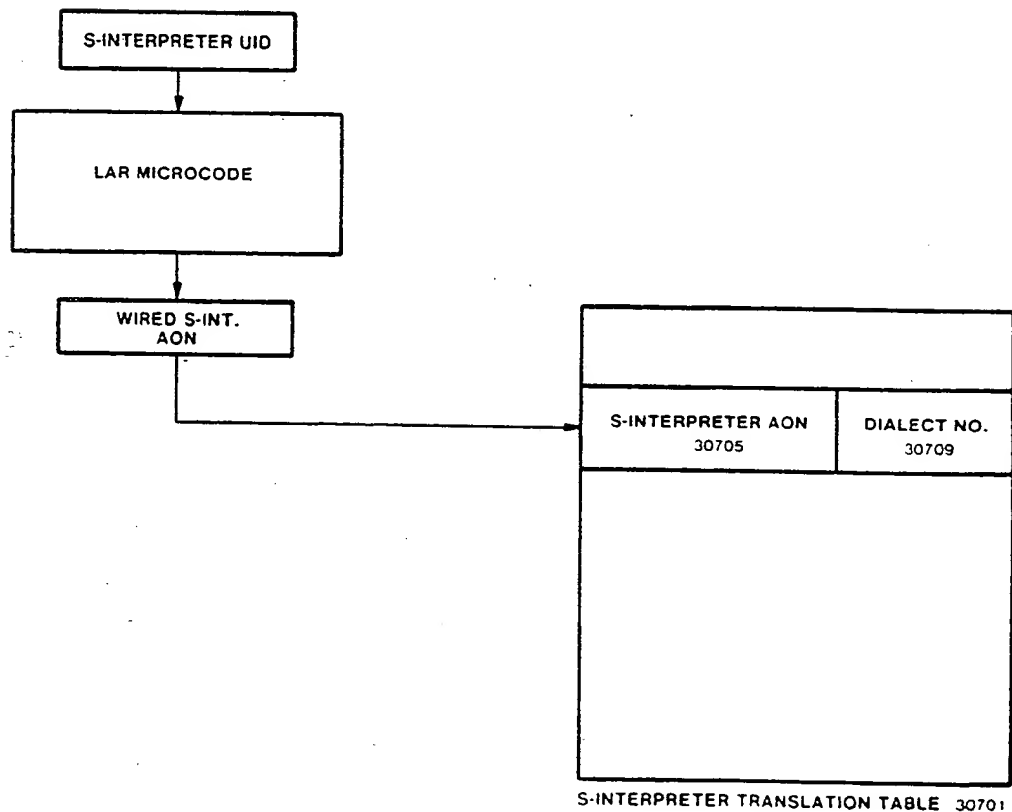 S-INTERPRETER UID
LAR MICROCODE
WIRED S-INT.
AON
S-INTERPRETER AON
30705
DIALECT NO.
30709
S-INTERPRETER TRANSLATION TABLE 30701